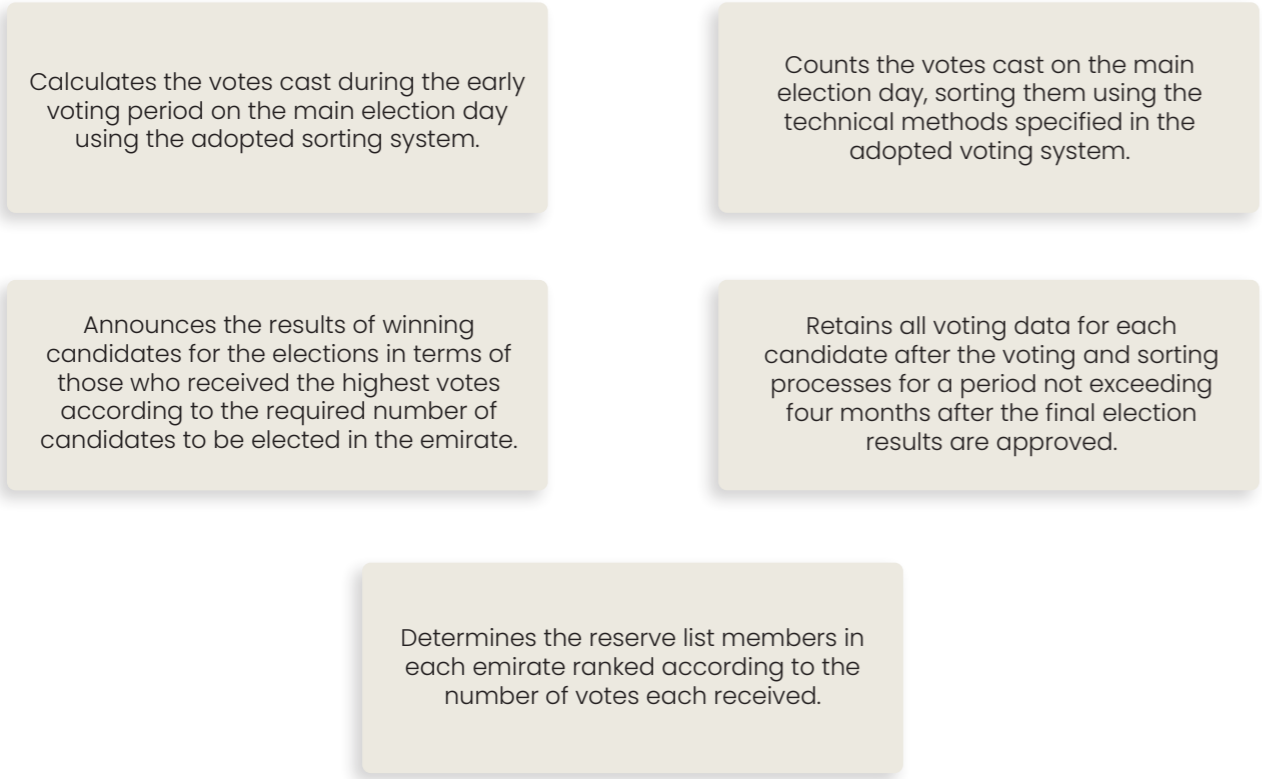 Calculates the votes cast during the early
voting period on the main election day
using the adopted sorting system.
Counts the votes cast on the main
election day, sorting them using the
technical methods specified in the
adopted voting system.
Announces the results of winning
candidates for the elections in terms of
those who received the highest votes
according to the required number of
candidates to be elected in the emirate.
Retains all voting data for each
candidate after the voting and sorting
processes for a period not exceeding
four months after the final election
results are approved.
Determines the reserve list members in
each emirate ranked according to the
number of votes each received.